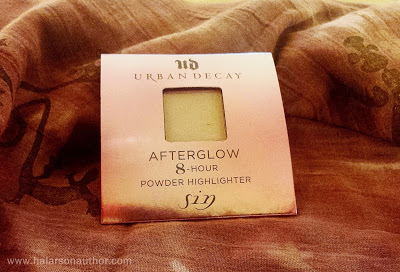 UD
URBAN DECAY
AFTERGLOW
8-HOUR
POWDER HIGHLIGHTER
sin
www.halarsonauthor.com